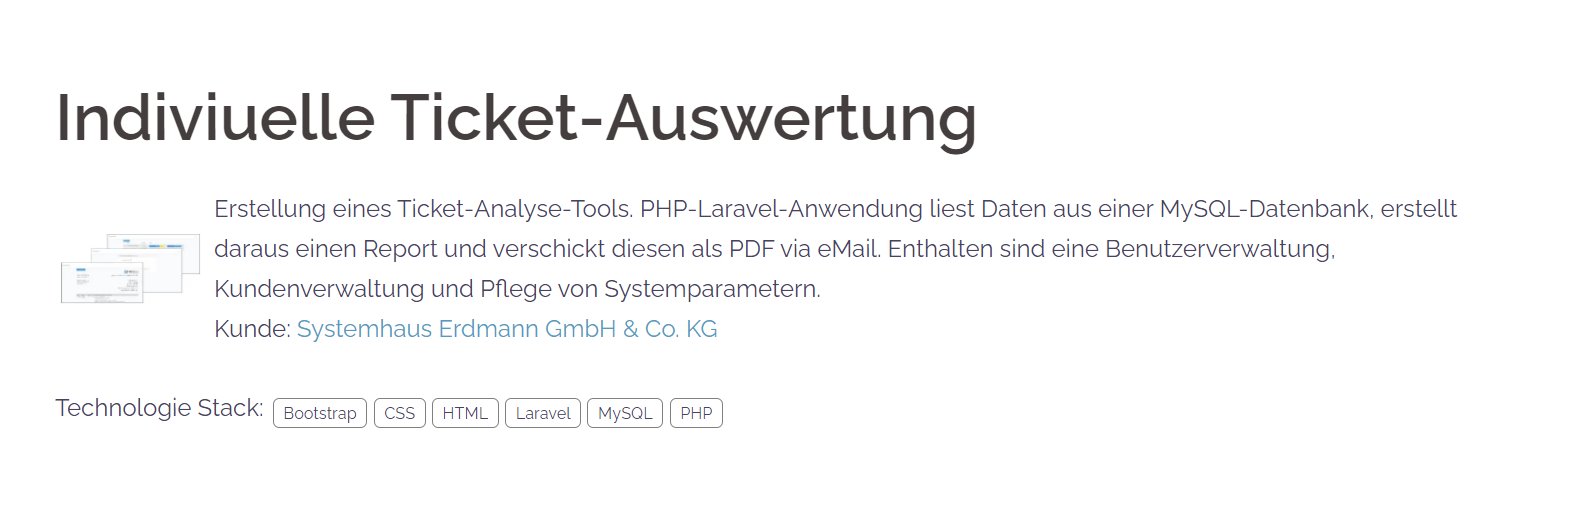 Indiviuelle Ticket-Auswertung
Erstellung eines Ticket-Analyse-Tools. PHP-Laravel-Anwendung liest Daten aus einer MySQL-Datenbank, erstellt
daraus einen Report und verschickt diesen als PDF via eMail. Enthalten sind eine Benutzerverwaltung,
Kundenverwaltung und Pflege von Systemparametern.
Kunde: Systemhaus Erdmann GmbH & Co. KG
Technologie Stack: Bootstrap CSS HTML Laravel MySQL PHP